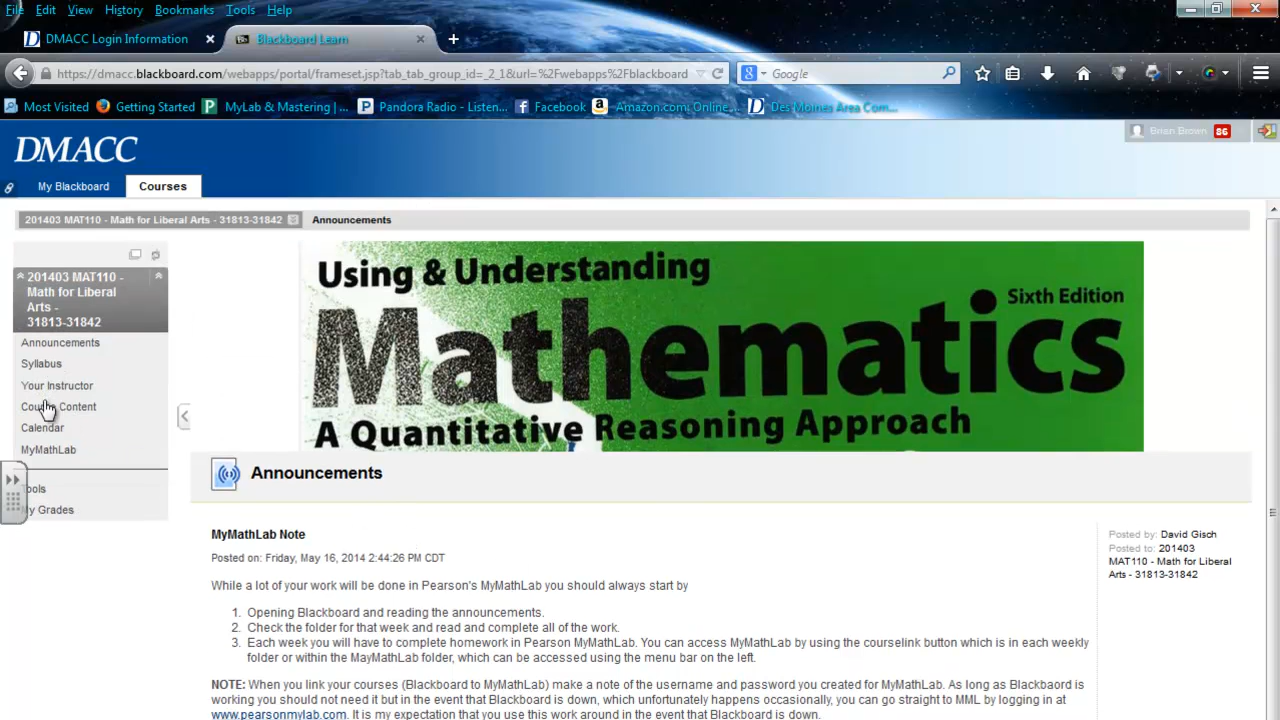 File Edit View History Bookmarks Tools Help
DMACC Login Information × Blackboard Learn × +
https://dmacc.blackboard.com/webapps/portal/frameset.jsp?tab_tab_group_id=_2_1&url=%2Fwebapps%2Fblackboard Google
Most Visited Getting Started MyLab & Mastering | ... Pandora Radio - Listen... Facebook Amazon.com: Online ... Des Moines Area Com...
DMACC Brian Brown 86
My Blackboard Courses
201403 MAT110 - Math for Liberal Arts - 31813-31842 Announcements
201403 MAT110 -
Math for Liberal
Arts -
31813-31842
Announcements
Syllabus
Your Instructor
Course Content
Calendar
MyMathLab
Tools
My Grades
Using & Understanding
Mathematics
Sixth Edition
A Quantitative Reasoning Approach
Announcements
MyMathLab Note
Posted on: Friday, May 16, 2014 2:44:26 PM CDT
While a lot of your work will be done in Pearson's MyMathLab you should always start by
1. Opening Blackboard and reading the announcements.
2. Check the folder for that week and read and complete all of the work.
3. Each week you will have to complete homework in Pearson MyMathLab. You can access MyMathLab by using the courselink button which is in each weekly
folder or within the MayMathLab folder, which can be accessed using the menu bar on the left.
NOTE: When you link your courses (Blackboard to MyMathLab) make a note of the username and password you created for MyMathLab. As long as Blackbaord is
working you should not need it but in the event that Blackboard is down, which unfortunately happens occasionally, you can go straight to MML by logging in at
www.pearsonmylab.com. It is my expectation that you use this work around in the event that Blackboard is down.
Posted by: David Gisch
Posted to: 201403
MAT110 - Math for Liberal
Arts - 31813-31842